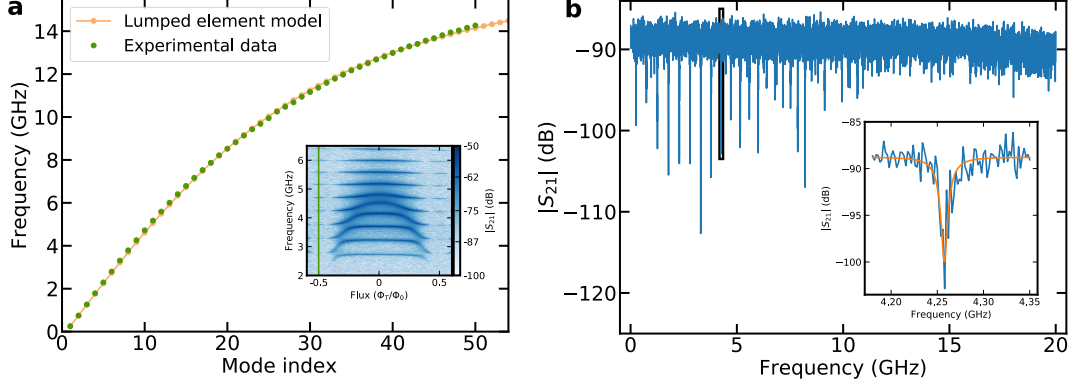 a
Lumped element model
Experimental data
Frequency (GHz)
14
12
10
8
6
4
2
0
0 10 20 30 40 50
Mode index
Frequency (GHz)
6
5
4
3
2
-0.5 0 0.5
Flux (Φ_T/Φ_0)
-50
-62
-75
-87
-100
|S_21| (dB)
b
|S_21| (dB)
−90
−100
−110
−120
0 5 10 15 20
Frequency (GHz)
|S_21| (dB)
−85
−90
−95
−100
4,20 4,25 4,30 4,35
Frequency (GHz)